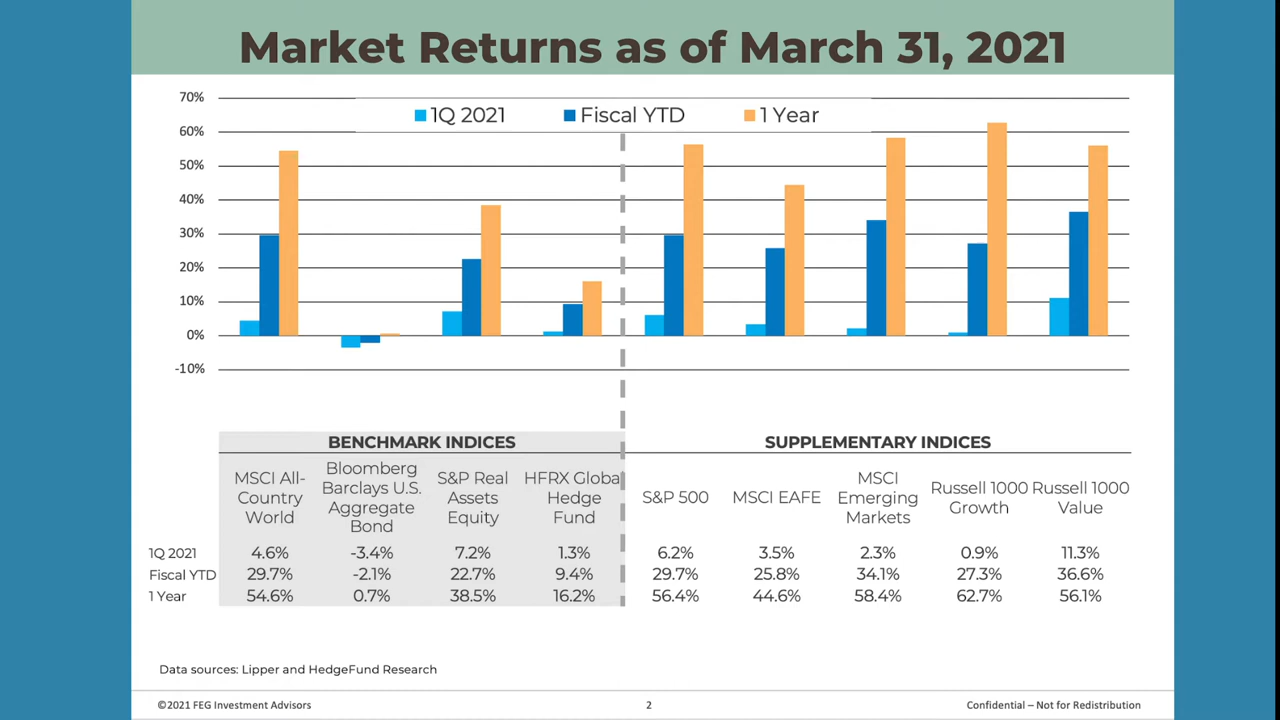 Market Returns as of March 31, 2021
70%
1Q 2021 Fiscal YTD 1 Year
60%
50%
40%
30%
20%
10%
0%
-10%
BENCHMARK INDICES SUPPLEMENTARY INDICES
MSCI All-
Country
World
Bloomberg
Barclays U.S.
Aggregate
Bond
S&P Real
Assets
Equity
HFRX Global
Hedge
Fund
S&P 500
MSCI EAFE
MSCI
Emerging
Markets
Russell 1000
Growth
Russell 1000
Value
1Q 2021 4.6% -3.4% 7.2% 1.3% 6.2% 3.5% 2.3% 0.9% 11.3%
Fiscal YTD 29.7% -2.1% 22.7% 9.4% 29.7% 25.8% 34.1% 27.3% 36.6%
1 Year 54.6% 0.7% 38.5% 16.2% 56.4% 44.6% 58.4% 62.7% 56.1%
Data sources: Lipper and HedgeFund Research
©2021 FEG Investment Advisors 2 Confidential – Not for Redistribution